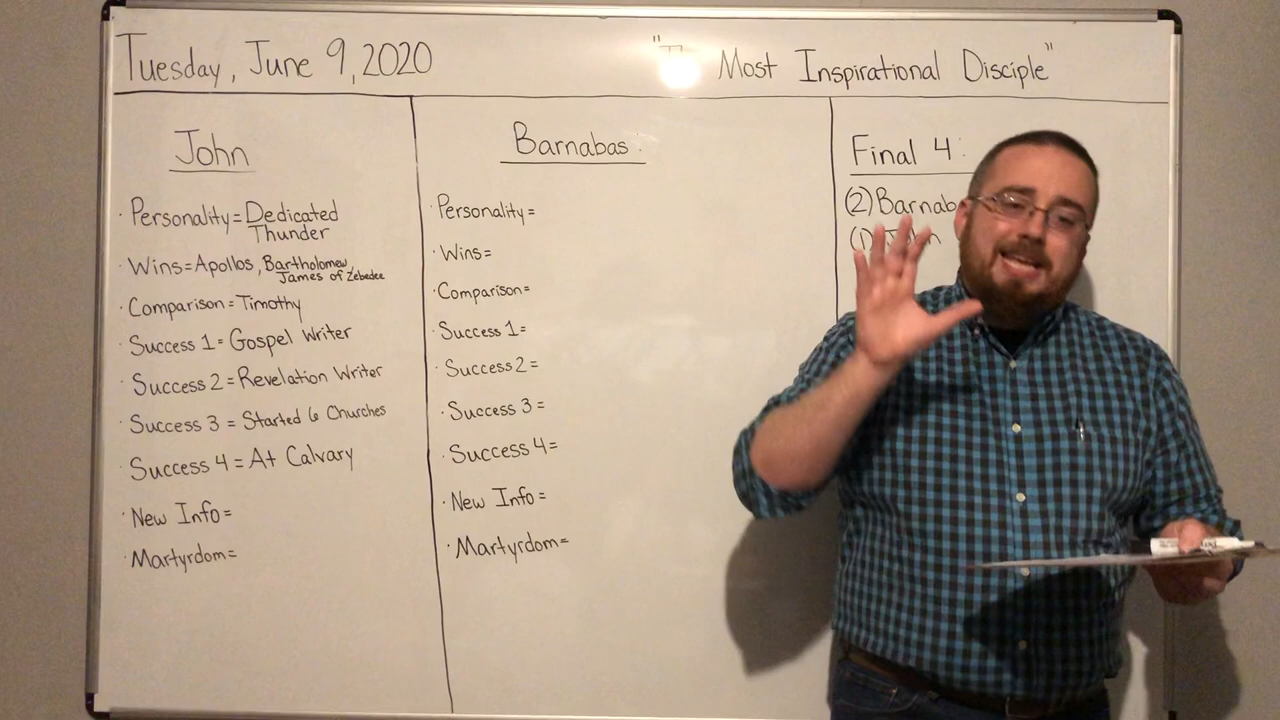 Tuesday, June 9, 2020
" Most Inspirational Disciple"
John
· Personality = Dedicated
Thunder
· Wins = Apollos, Bartholomew,
James of Zebedee
· Comparison = Timothy
· Success 1 = Gospel Writer
· Success 2 = Revelation Writer
· Success 3 = Started 6 Churches
· Success 4 = At Calvary
· New Info =
· Martyrdom =
Barnabas:
· Personality =
· Wins =
· Comparison =
· Success 1 =
· Success 2 =
· Success 3 =
· Success 4 =
· New Info =
· Martyrdom =
Final 4:
(2) Barnab
(1)